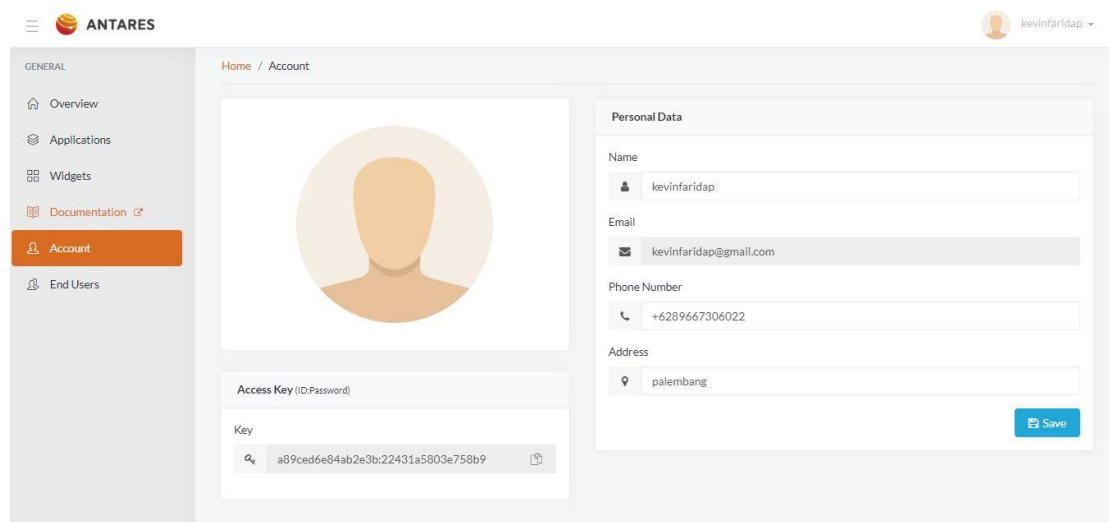 ANTARES
kevinfaridap
GENERAL
Overview
Applications
Widgets
Documentation
Account
End Users
Home / Account
Access Key (ID:Password)
Key
a89ced6e84ab2e3b:22431a5803e758b9
Personal Data
Name
kevinfaridap
Email
kevinfaridap@gmail.com
Phone Number
+6289667306022
Address
palembang
Save